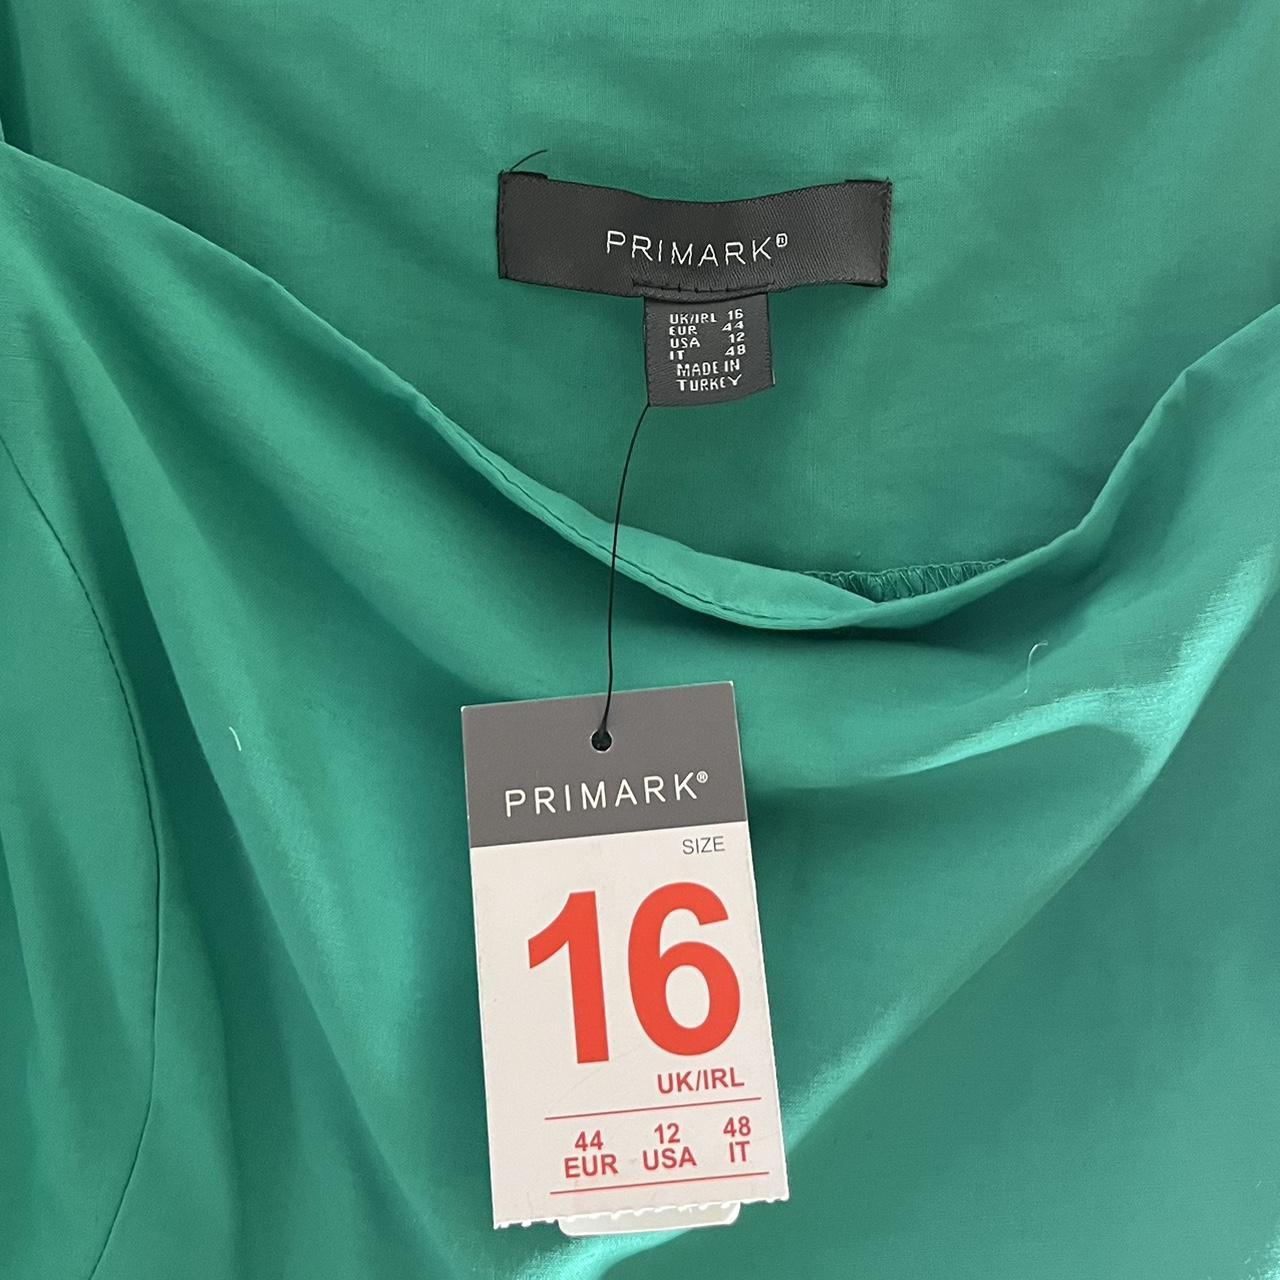 PRIMARK®
UK/IRL 16
EUR 44
USA 12
IT 48
MADE IN
TURKEY
PRIMARK®
SIZE
16
UK/IRL
44 12 48
EUR USA IT